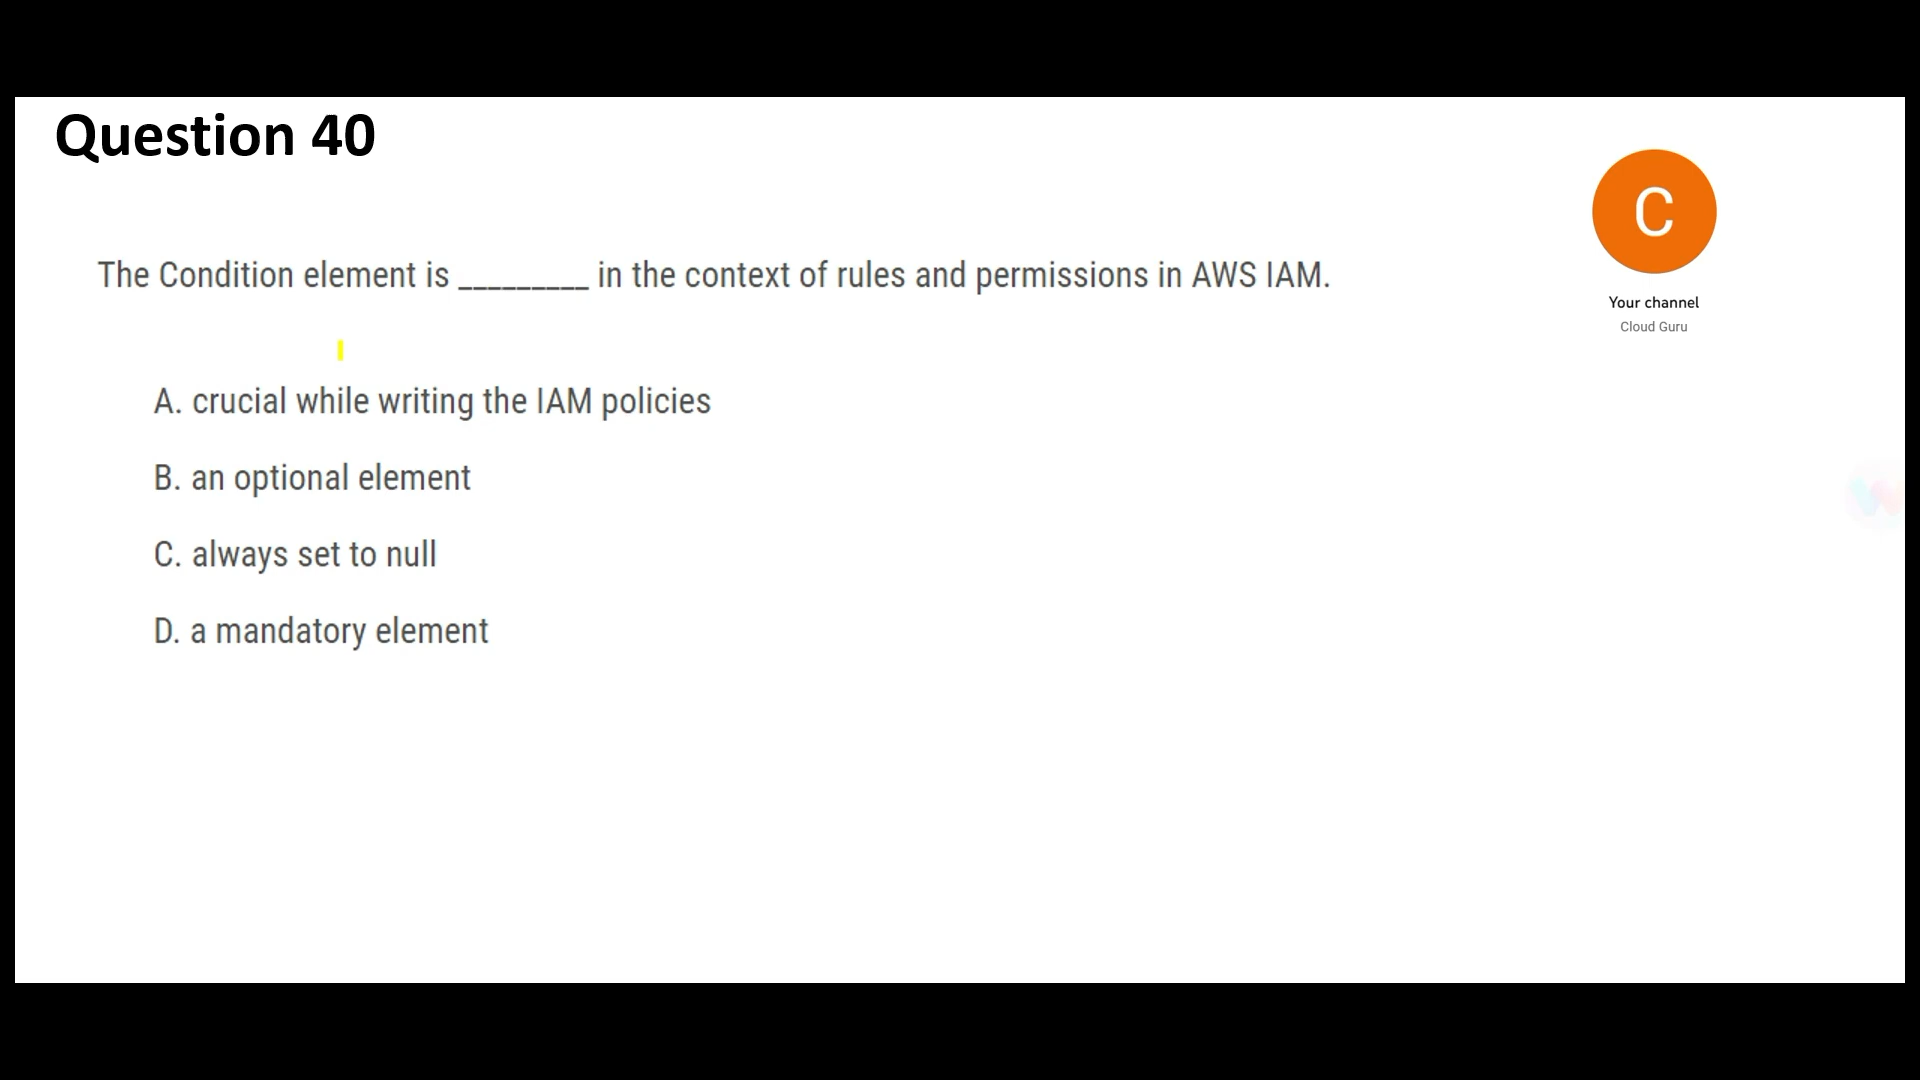 Question 40
C
Your channel
Cloud Guru
The Condition element is _________ in the context of rules and permissions in AWS IAM.
A. crucial while writing the IAM policies
B. an optional element
C. always set to null
D. a mandatory element